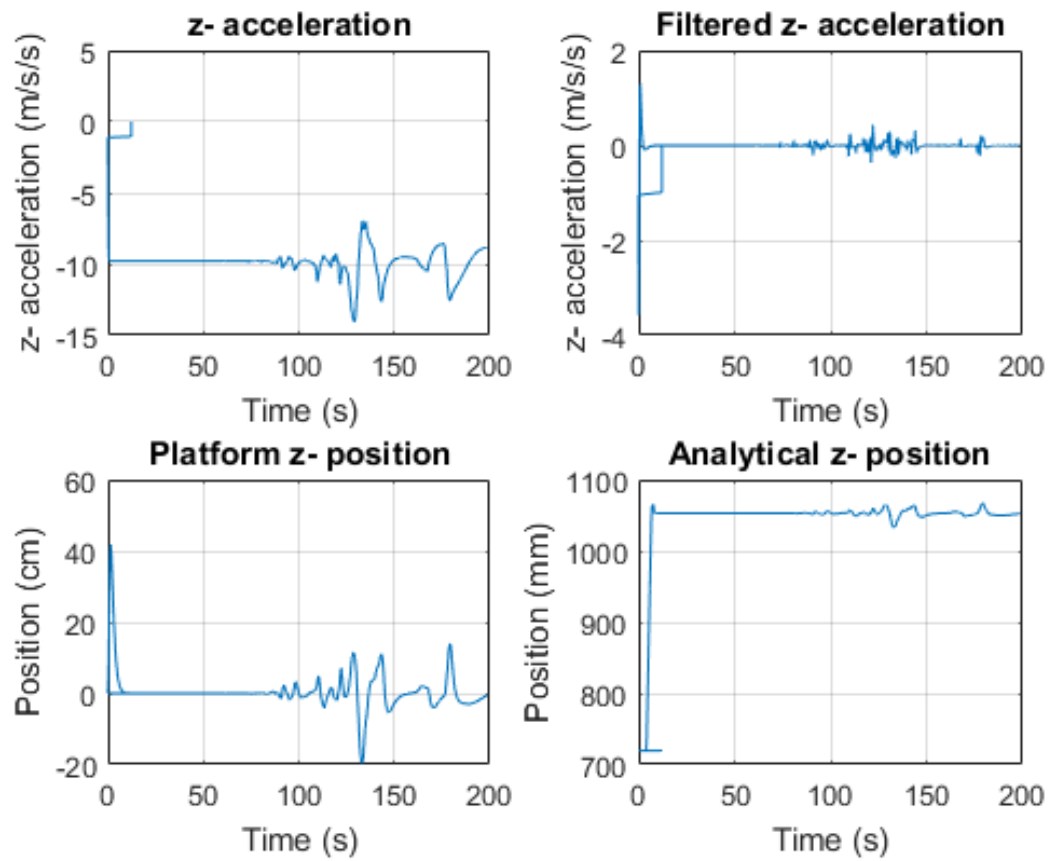 z- acceleration
z- acceleration (m/s/s)
5
0
-5
-10
-15
0 50 100 150 200
Time (s)
Filtered z- acceleration
z- acceleration (m/s/s)
2
0
-2
-4
0 50 100 150 200
Time (s)
Platform z- position
Position (cm)
60
40
20
0
-20
0 50 100 150 200
Time (s)
Analytical z- position
Position (mm)
1100
1000
900
800
700
0 50 100 150 200
Time (s)